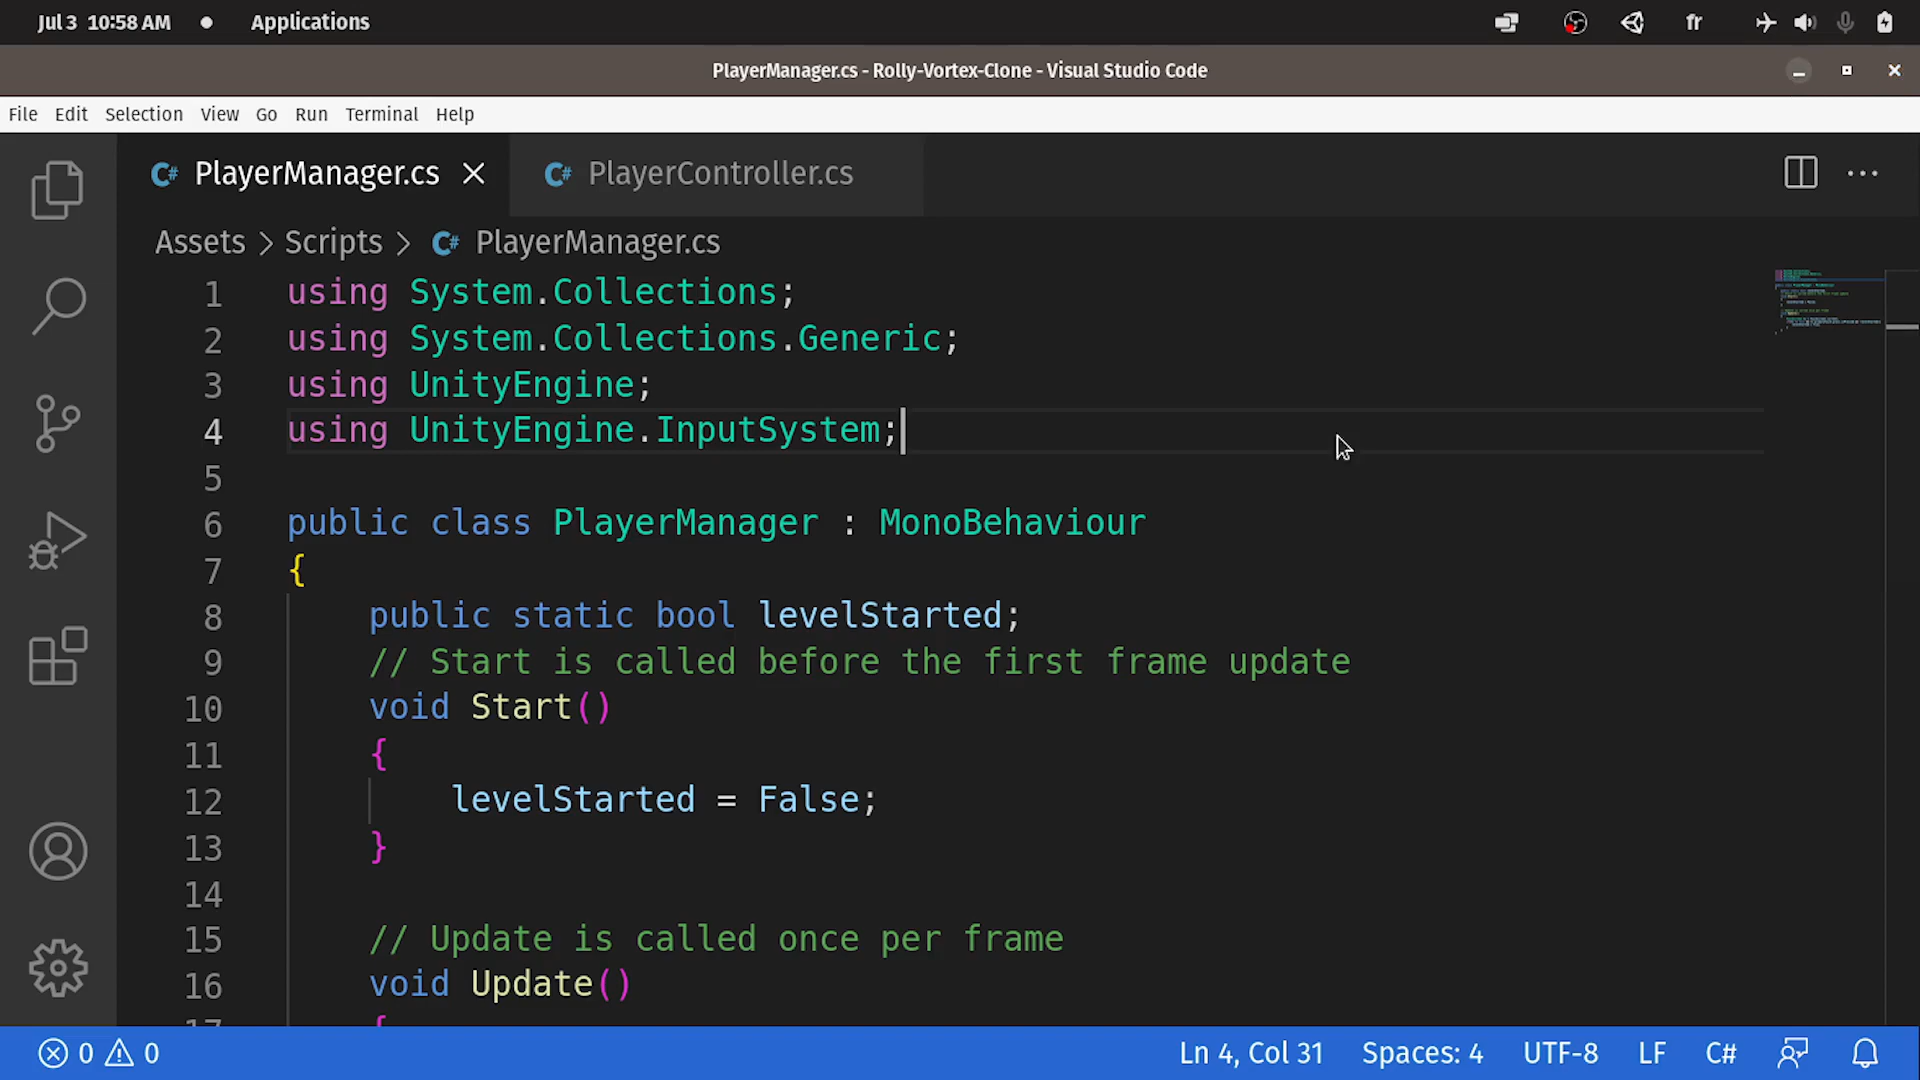 Jul 3 10:58 AM
Applications
fr
PlayerManager.cs - Rolly-Vortex-Clone - Visual Studio Code
File Edit Selection View Go Run Terminal Help
C# PlayerManager.cs
C# PlayerController.cs
Assets > Scripts > C# PlayerManager.cs
1 using System.Collections;
2 using System.Collections.Generic;
3 using UnityEngine;
4 using UnityEngine.InputSystem;
5
6 public class PlayerManager : MonoBehaviour
7 {
8 public static bool levelStarted;
9 // Start is called before the first frame update
10 void Start()
11 {
12 levelStarted = False;
13 }
14
15 // Update is called once per frame
16 void Update()
17 {
0 0
Ln 4, Col 31 Spaces: 4 UTF-8 LF C#